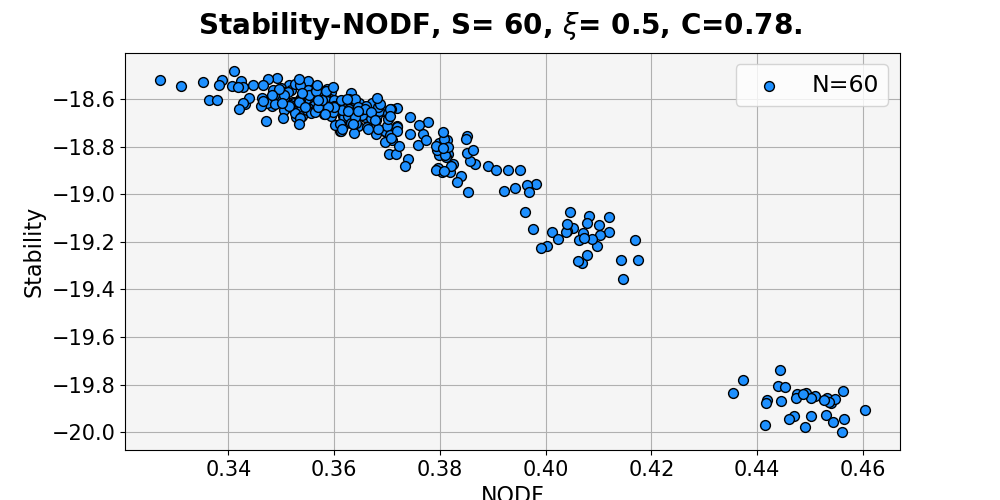 Stability-NODF, S= 60, ξ= 0.5, C=0.78.
N=60
Stability
−18.6
−18.8
−19.0
−19.2
−19.4
−19.6
−19.8
−20.0
0.34 0.36 0.38 0.40 0.42 0.44 0.46
NODF